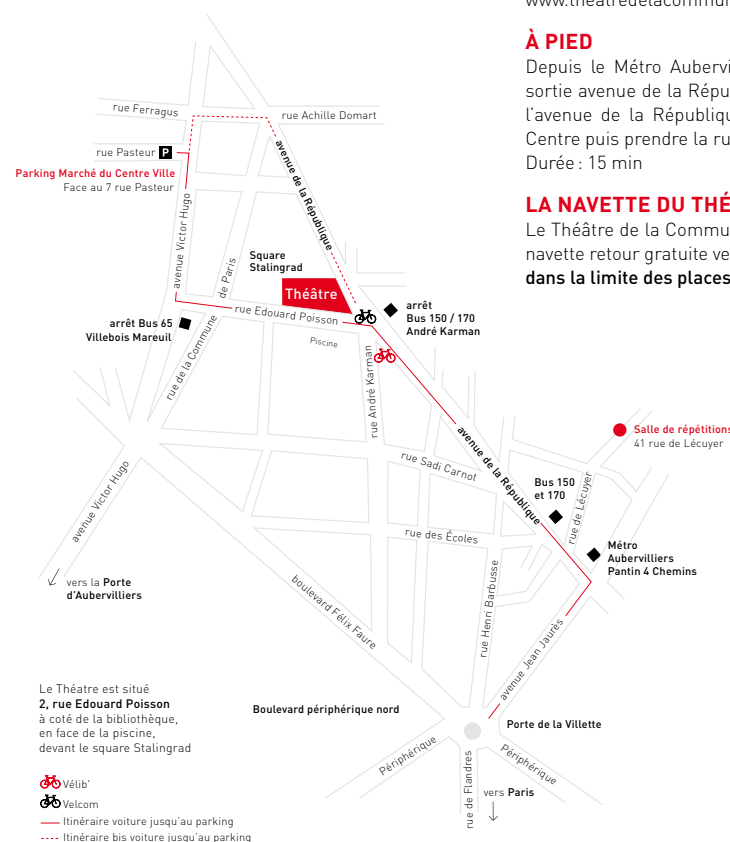 À PIED
Depuis le Métro
sortie avenue de la
l’avenue de la
Centre puis prendre la
Durée : 15 min
LA NAVETTE DU
Le Théâtre de la
navette retour gratuite
dans la limite des places
rue Ferragus
rue Achille Domart
rue Pasteur P
Parking Marché du Centre Ville
Face au 7 rue Pasteur
avenue Victor Hugo
avenue de la République
de Paris
Square
Stalingrad
Théâtre
rue Edouard Poisson
arrêt
Bus 150 / 170
André Karman
arrêt Bus 65
Villebois Mareuil
Piscine
rue de la Commune
rue André Karman
avenue de la République
Salle de répétitions
41 rue de Lécuyer
rue Sadi Carnot
avenue Victor Hugo
Bus 150
et 170
rue de Lécuyer
rue des Écoles
Métro
Aubervilliers
Pantin 4 Chemins
vers la Porte
d'Aubervilliers
boulevard Félix Faure
rue Henri Barbusse
avenue Jean Jaurès
Le Théatre est situé
2, rue Edouard Poisson
à coté de la bibliothèque,
en face de la piscine,
devant le square Stalingrad
Boulevard périphérique nord
Porte de la Villette
Périphérique
Périphérique
rue de Flandres
vers Paris
Vélib'
Velcom
Itinéraire voiture jusqu'au parking
Itinéraire bis voiture jusqu'au parking